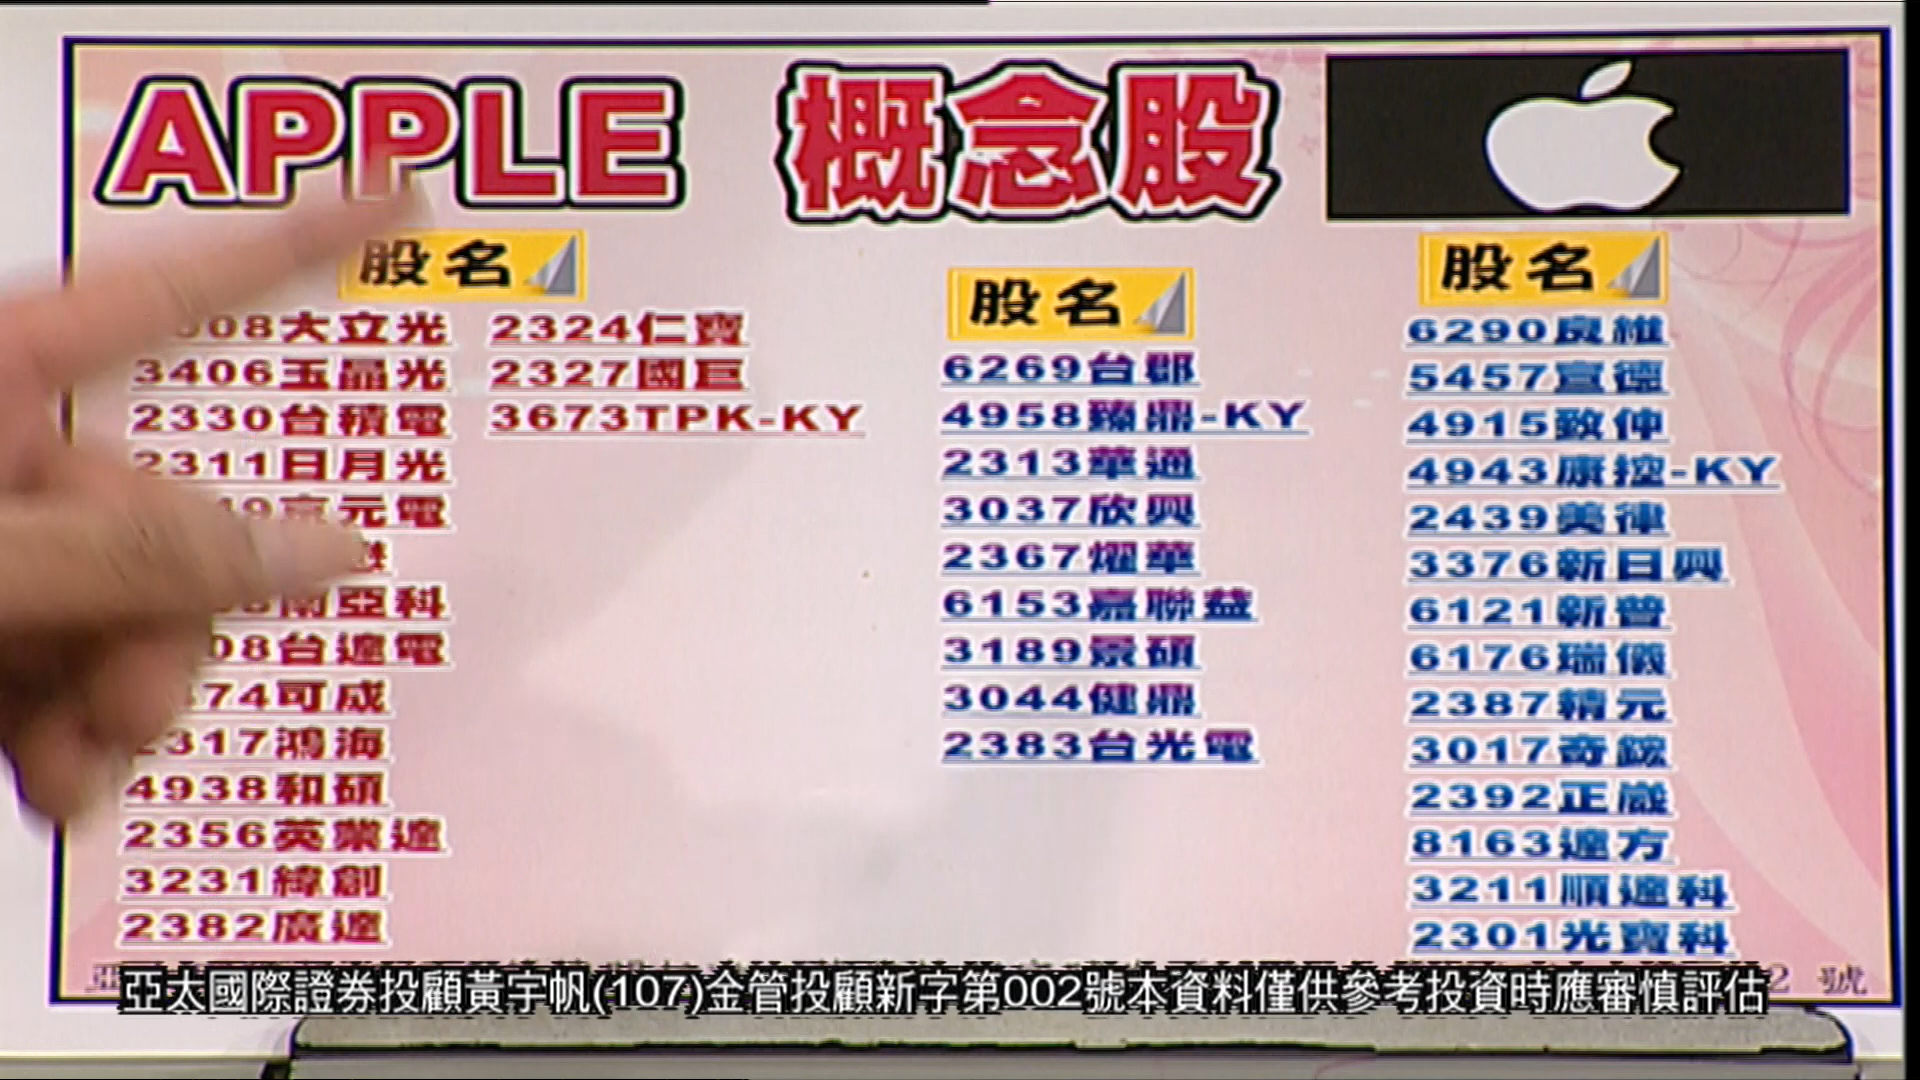 APPLE 概念股
股名
008大立光
3406玉晶光
2330台積電
2311日月光
49京元電
南亞科
08台達電
474可成
2317鴻海
4938和碩
2356英業達
3231緯創
2382廣達
2324仁寶
2327國巨
3673TPK-KY
股名
6269台郡
4958臻鼎-KY
2313華通
3037欣興
2367燿華
6153嘉聯益
3189景碩
3044健鼎
2383台光電
股名
6290良維
5457宣德
4915致伸
4943康控-KY
2439美律
3376新日興
6121新普
6176瑞儀
2387精元
3017奇鋐
2392正崴
8163達方
3211順達科
2301光寶科
亞太國際證券投顧黃宇帆(107)金管投顧新字第002號本資料僅供參考投資時應審慎評估